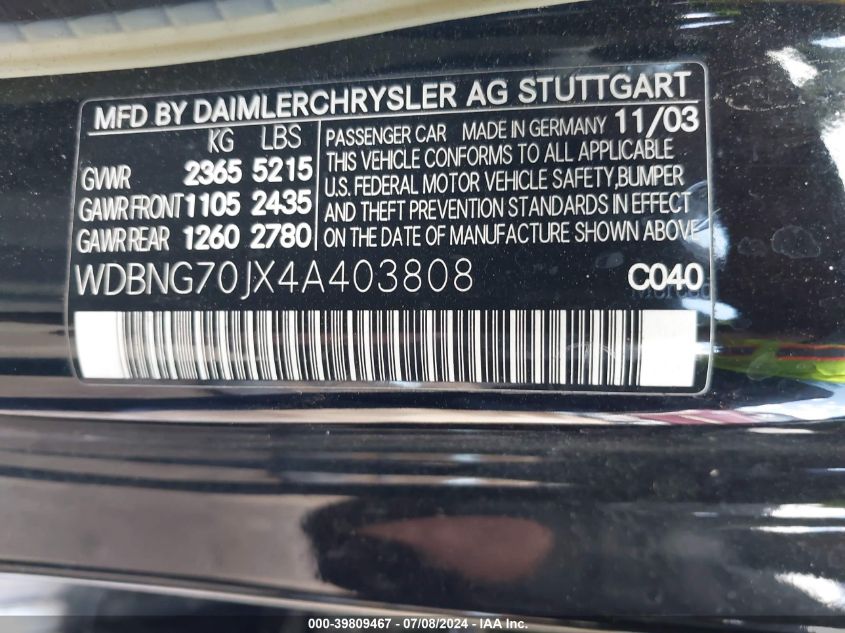 MFD BY DAIMLERCHRYSLER AG STUTTGART
KG LBS
GVWR 2365 5215
GAWR FRONT 1105 2435
GAWR REAR 1260 2780
PASSENGER CAR MADE IN GERMANY 11/03
THIS VEHICLE CONFORMS TO ALL APPLICABLE
U.S. FEDERAL MOTOR VEHICLE SAFETY,BUMPER
AND THEFT PREVENTION STANDARDS IN EFFECT
ON THE DATE OF MANUFACTURE SHOWN ABOVE
WDBNG70JX4A403808 C040
000-39809467 - 07/08/2024 - IAA Inc.